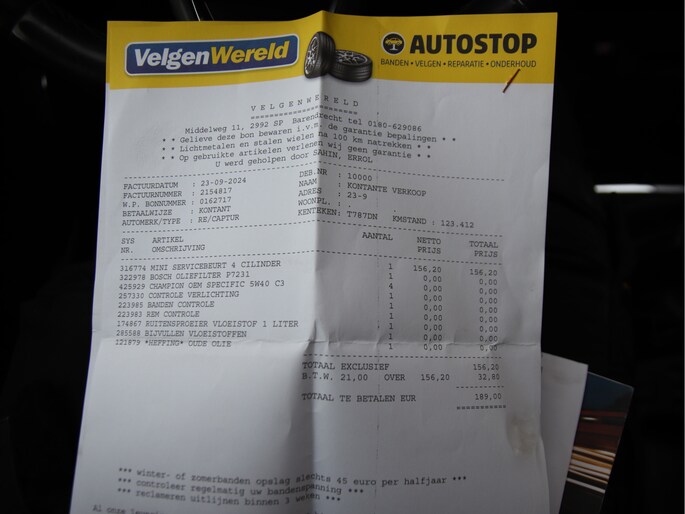 VelgenWereld
AUTOSTOP
BANDEN • VELGEN • REPARATIE • ONDERHOUD
VELGENWERELD
====================
Middelweg 11, 2992 SP Barendrecht tel 0180-629086
* * Gelieve deze bon bewaren i.v.m. de garantie bepalingen * *
* * Lichtmetalen en stalen wielen na 100 km natrekken * *
* * Op gebruikte artikelen verlenen wij geen garantie * *
U werd geholpen door SAHIN, ERROL
FACTUURDATUM : 23-09-2024 DEB.NR : 10000
FACTUURNUMMER : 2154817 NAAM : KONTANTE VERKOOP
W.P. BONNUMMER : 0162717 ADRES : 23-9
BETAALWIJZE : KONTANT WOONPL. : .
AUTOMERK/TYPE : RE/CAPTUR KENTEKEN: T787DN KMSTAND : 123.412
SYS ARTIKEL AANTAL NETTO TOTAAL
NR. OMSCHRIJVING PRIJS PRIJS
316774 MINI SERVICEBEURT 4 CILINDER 1 156,20 156,20
322978 BOSCH OLIEFILTER P7231 1 0,00 0,00
425929 CHAMPION OEM SPECIFIC 5W40 C3 4 0,00 0,00
257330 CONTROLE VERLICHTING 1 0,00 0,00
223985 BANDEN CONTROLE 1 0,00 0,00
223983 REM CONTROLE 1 0,00 0,00
174867 RUITENSPROEIER VLOEISTOF 1 LITER 1 0,00 0,00
285588 BIJVULLEN VLOEISTOFFEN 0,00 0,00
121879 *HEFFING* OUDE OLIE 1 0,00 0,00
TOTAAL EXCLUSIEF 156,20
B.T.W. 21,00 OVER 156,20 32,80
TOTAAL TE BETALEN EUR 189,00
==========
*** winter- of zomerbanden opslag slechts 45 euro per halfjaar ***
*** controleer regelmatig uw bandenspanning ***
*** reclameren uitlijnen binnen 3 weken ***
Al onze